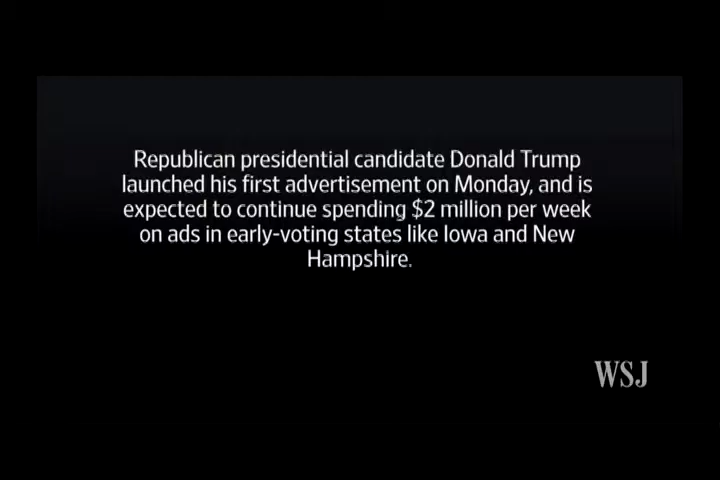 Republican presidential candidate Donald Trump
launched his first advertisement on Monday, and is
expected to continue spending $2 million per week
on ads in early-voting states like Iowa and New
Hampshire.
WSJ